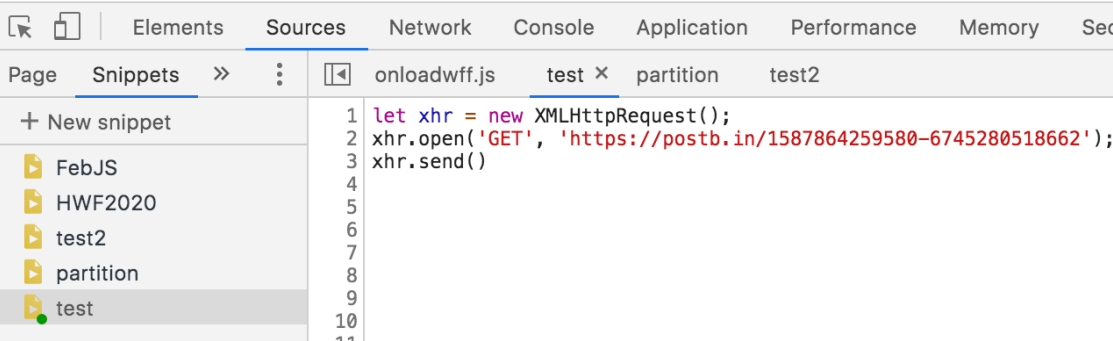 Elements Sources Network Console Application Performance Memory Sec
Page Snippets » onloadwff.js test × partition test2
+ New snippet
FebJS
HWF2020
test2
partition
test
1 let xhr = new XMLHttpRequest();
2 xhr.open('GET', 'https://postb.in/1587864259580-6745280518662');
3 xhr.send()
4
5
6
7
8
9
10
11